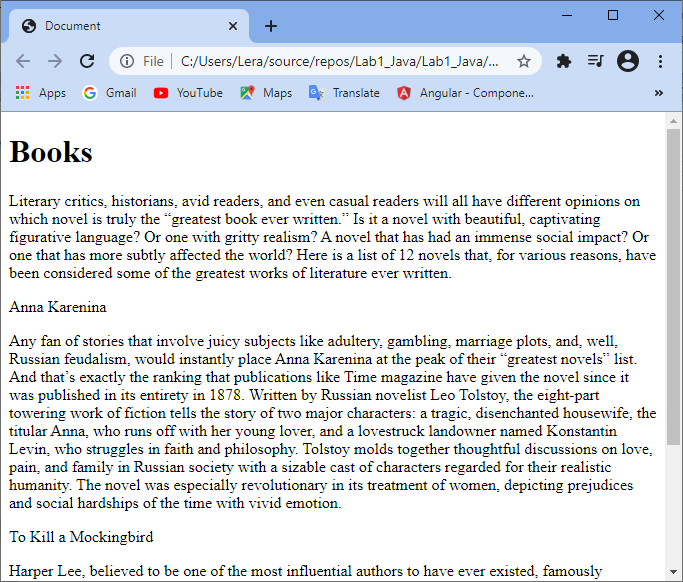 Document
File
C:/Users/Lera/source/repos/Lab1_Java/Lab1_Java/...
Apps
Gmail
YouTube
Maps
Translate
Angular - Compone...
Books
Literary critics, historians, avid readers, and even casual readers will all have different opinions on
which novel is truly the “greatest book ever written.” Is it a novel with beautiful, captivating
figurative language? Or one with gritty realism? A novel that has had an immense social impact? Or
one that has more subtly affected the world? Here is a list of 12 novels that, for various reasons, have
been considered some of the greatest works of literature ever written.
Anna Karenina
Any fan of stories that involve juicy subjects like adultery, gambling, marriage plots, and, well,
Russian feudalism, would instantly place Anna Karenina at the peak of their “greatest novels” list.
And that’s exactly the ranking that publications like Time magazine have given the novel since it
was published in its entirety in 1878. Written by Russian novelist Leo Tolstoy, the eight-part
towering work of fiction tells the story of two major characters: a tragic, disenchanted housewife, the
titular Anna, who runs off with her young lover, and a lovestruck landowner named Konstantin
Levin, who struggles in faith and philosophy. Tolstoy molds together thoughtful discussions on love,
pain, and family in Russian society with a sizable cast of characters regarded for their realistic
humanity. The novel was especially revolutionary in its treatment of women, depicting prejudices
and social hardships of the time with vivid emotion.
To Kill a Mockingbird
Harper Lee, believed to be one of the most influential authors to have ever existed, famously